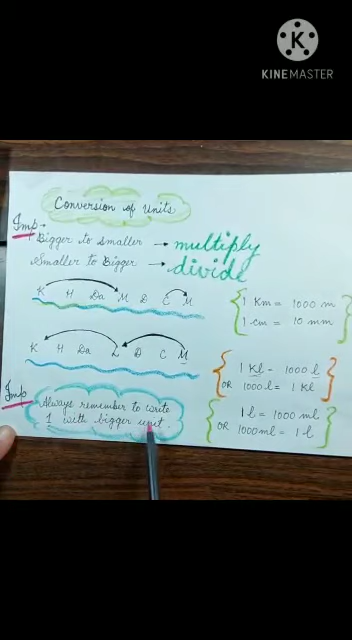 K
KINEMASTER
Conversion of Units
Imp→
Bigger to Smaller → multiply
Smaller to Bigger → divide
K H Da M D C M
1 Km = 1000 m
1 cm = 10 mm
K H Da L D C M
1 Kl = 1000 l
OR 1000 l = 1 Kl
Imp
Always remember to write
1 with bigger unit.
1 l = 1000 ml
OR 1000 ml = 1 l